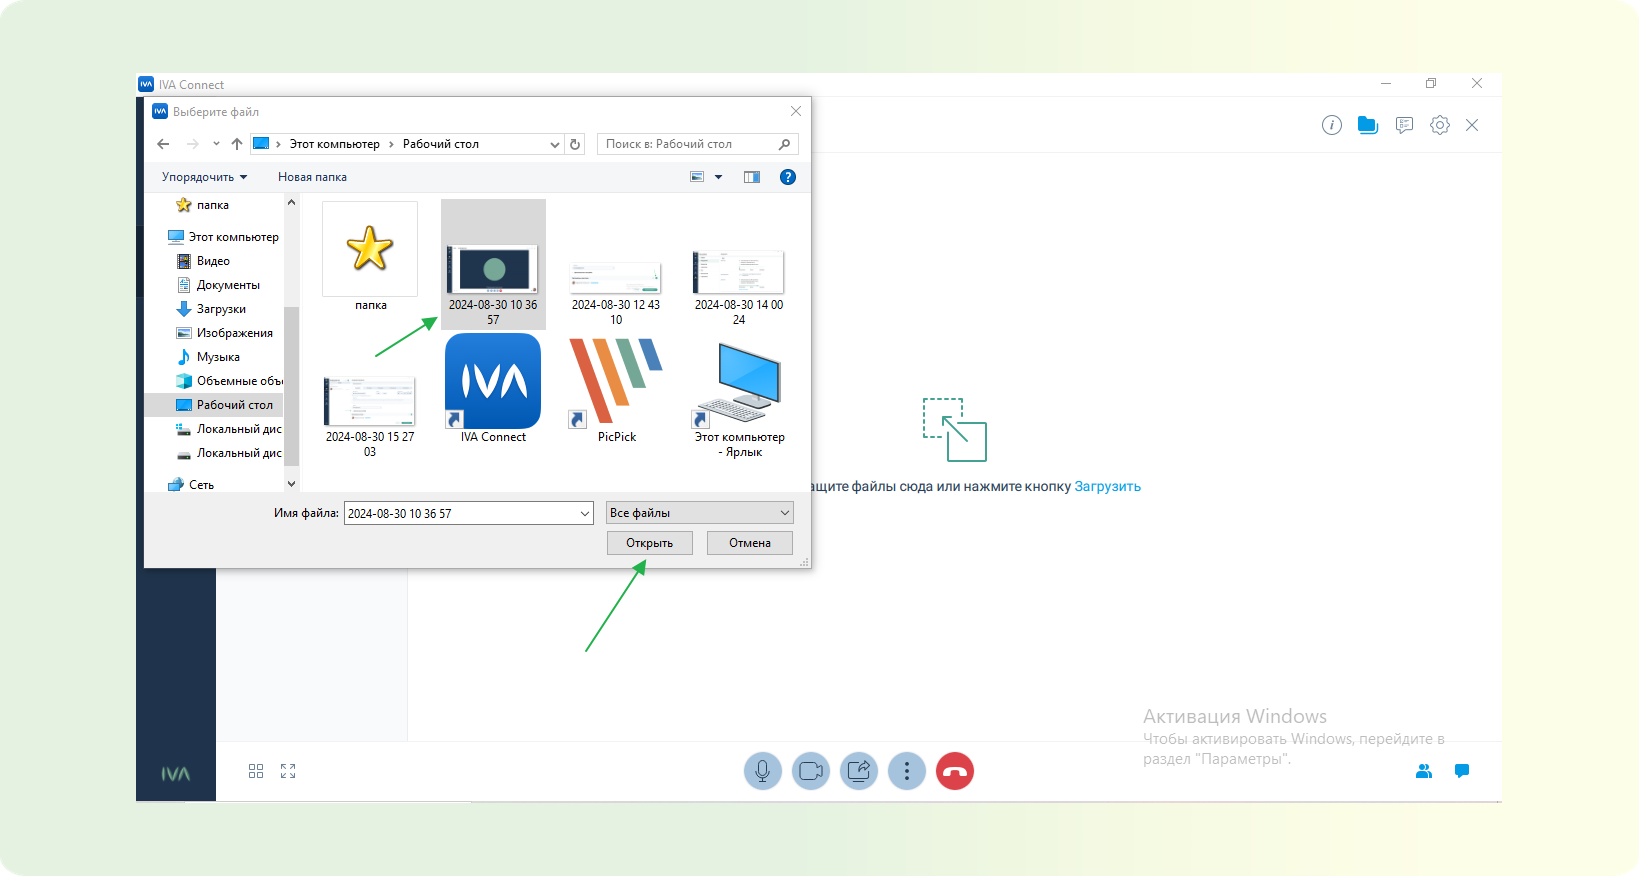 IVA IVA Connect
IVA Выберите файл
Этот компьютер Рабочий стол
Поиск в: Рабочий стол
Упорядочить Новая папка
?
папка
Этот компьютер
Видео
Документы
Загрузки
Изображения
Музыка
Объемные объ
Рабочий стол
Локальный дис
Локальный дис
Сеть
папка
2024-08-30 10 36
57
2024-08-30 12 43
10
2024-08-30 14 00
24
2024-08-30 15 27
03
IVA
IVA Connect
PicPick
Этот компьютер
- Ярлык
Имя файла: 2024-08-30 10 36 57
Все файлы
Открыть Отмена
ащите файлы сюда или нажмите кнопку Загрузить
Активация Windows
Чтобы активировать Windows, перейдите в
раздел "Параметры".
IVA